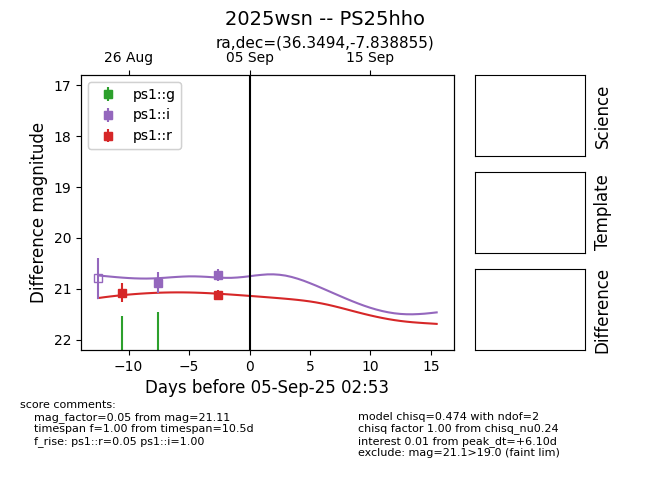 2025wsn -- PS25hho
ra,dec=(36.3494,-7.838855)
26 Aug 05 Sep 15 Sep
ps1::g
ps1::i
ps1::r
17
18
19
20
21
22
Difference magnitude
−10 −5 0 5 10 15
Days before 05-Sep-25 02:53
Science
Template
Difference
score comments:
mag_factor=0.05 from mag=21.11
timespan f=1.00 from timespan=10.5d
f_rise: ps1::r=0.05 ps1::i=1.00
model chisq=0.474 with ndof=2
chisq factor 1.00 from chisq_nu0.24
interest 0.01 from peak_dt=+6.10d
exclude: mag=21.1>19.0 (faint lim)